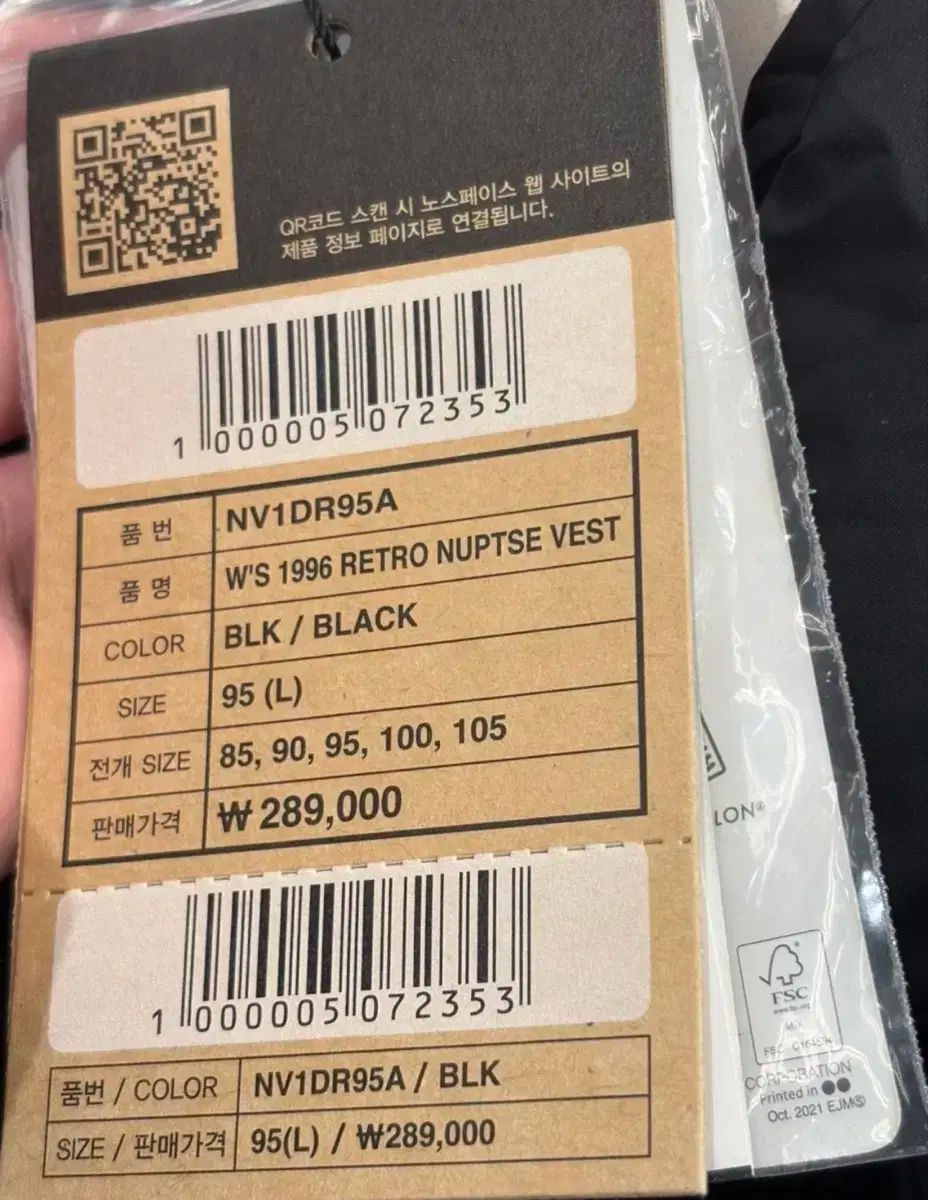 QR코드 스캔 시 노스페이스 웹 사이트의
제품 정보 페이지로 연결됩니다.
1 000005 072353
품 번 NV1DR95A
품 명 W'S 1996 RETRO NUPTSE VEST
COLOR BLK / BLACK
SIZE 95 (L)
전개 SIZE 85, 90, 95, 100, 105
판매가격 ₩289,000
1 000005 072353
품번 / COLOR NV1DR95A / BLK
SIZE / 판매가격 95(L) / ₩289,000
LON®
FSC
www.fsc.org
MIX
CORPORATION
Printed in
Oct. 2021 EJM